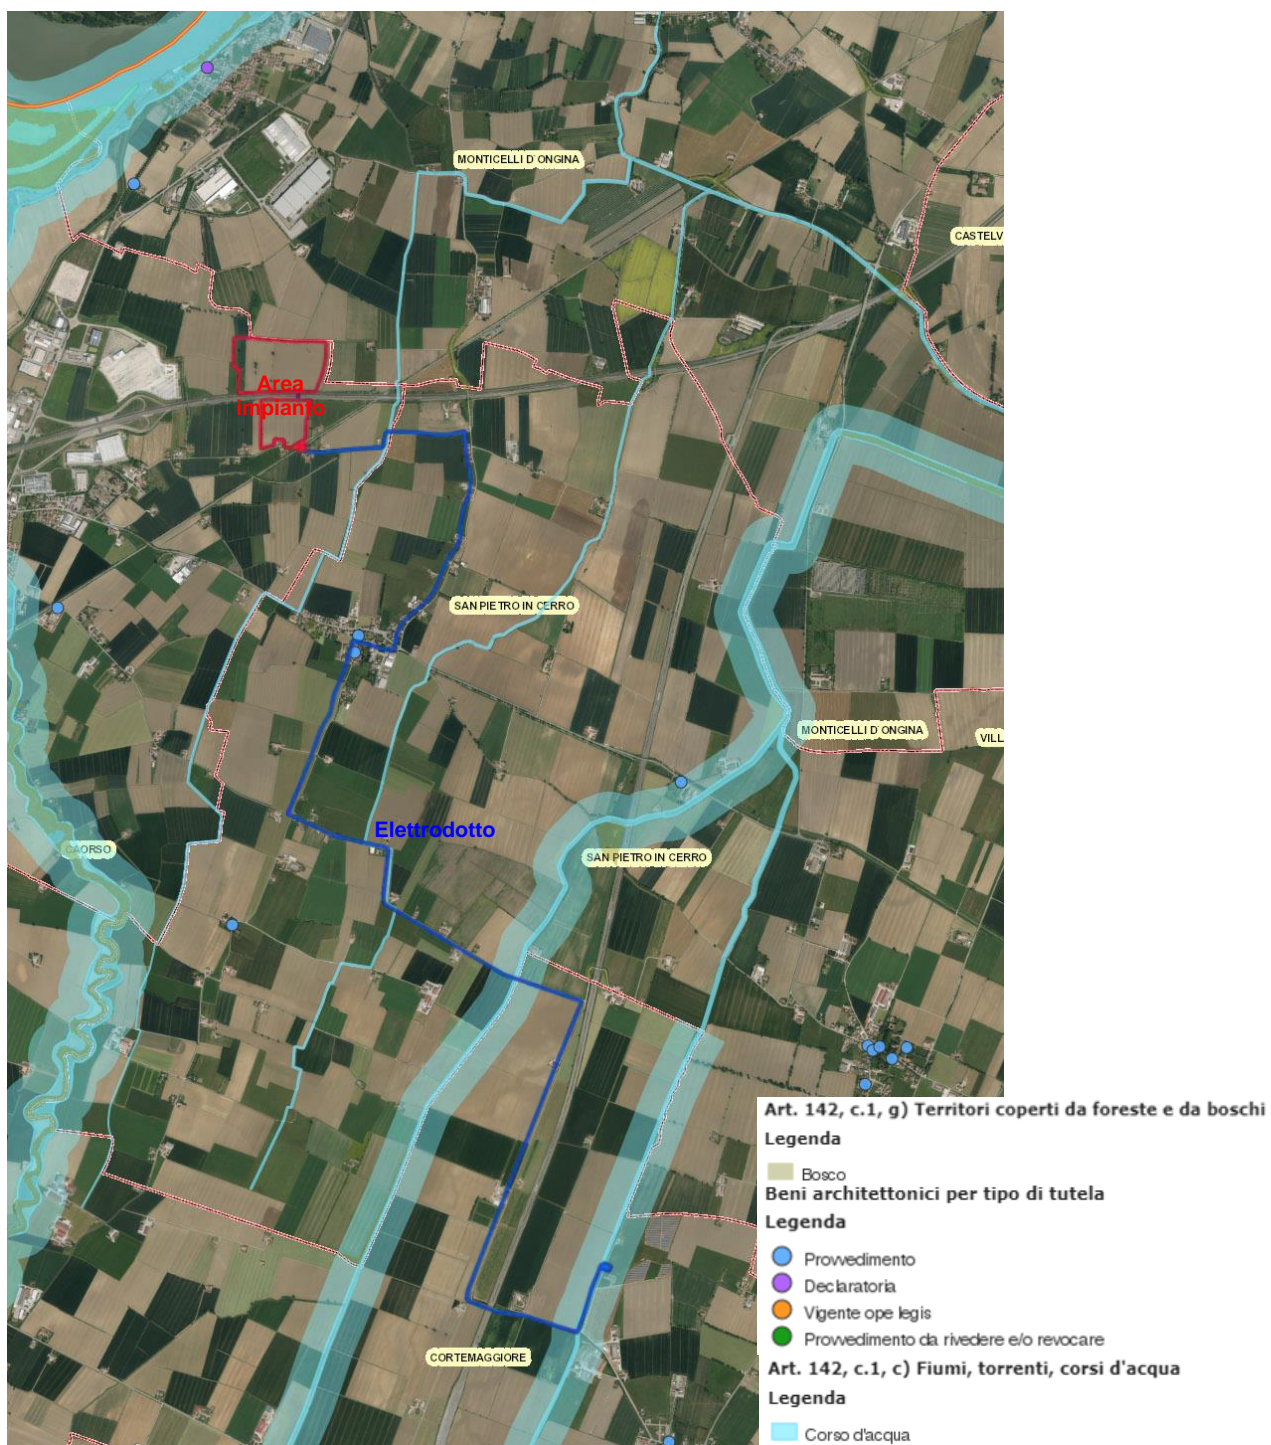 MONTICELLI D'ONGINA
CASTELV
Area
Impianto
SAN PIETRO IN CERRO
MONTICELLI D'ONGINA
VILL
Elettrodotto
CAORSO
SAN PIETRO IN CERRO
CORTEMAGGIORE
Art. 142, c.1, g) Territori coperti da foreste e da boschi
Legenda
Bosco
Beni architettonici per tipo di tutela
Legenda
Provvedimento
Declaratoria
Vigente ope legis
Provvedimento da rivedere e/o revocare
Art. 142, c.1, c) Fiumi, torrenti, corsi d'acqua
Legenda
Corso d'acqua